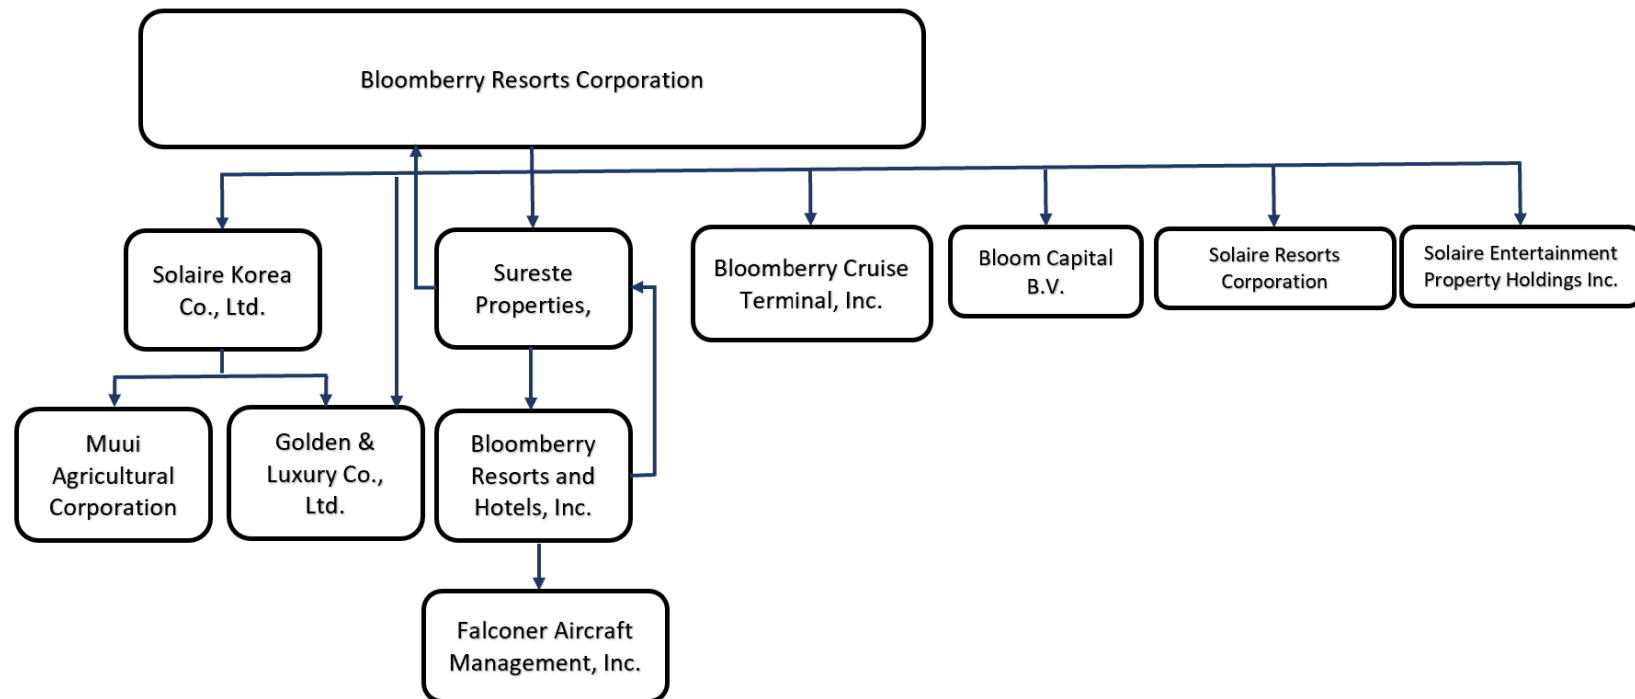 Bloomberry Resorts Corporation
Solaire Korea
Co., Ltd.
Sureste
Properties,
Bloomberry Cruise
Terminal, Inc.
Bloom Capital
B.V.
Solaire Resorts
Corporation
Solaire Entertainment
Property Holdings Inc.
Muui
Agricultural
Corporation
Golden &
Luxury Co.,
Ltd.
Bloomberry
Resorts and
Hotels, Inc.
Falconer Aircraft
Management, Inc.